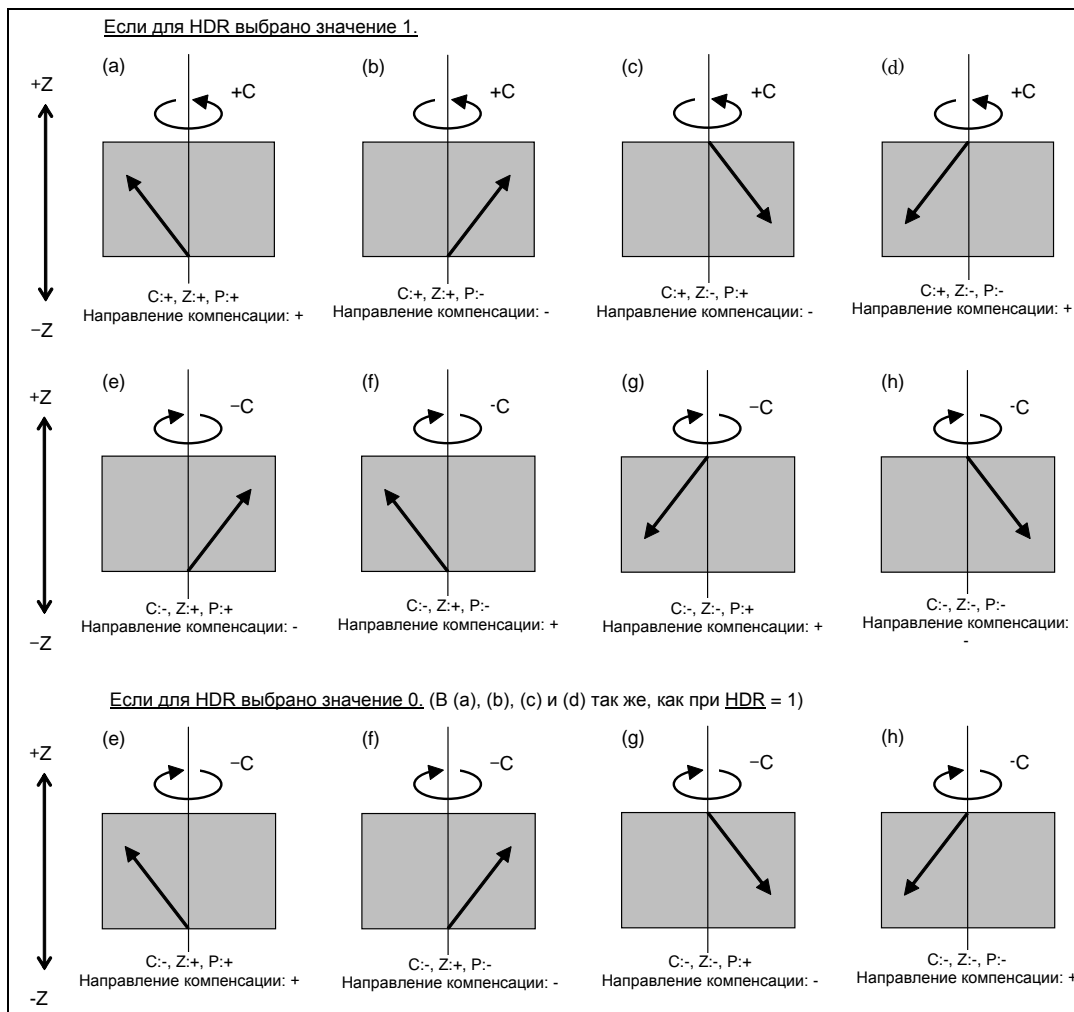 Если для HDR выбрано значение 1.
(a) (b) (c) (d)
+Z
+C +C +C +C
C:+, Z:+, P:+ C:+, Z:+, P:- C:+, Z:-, P:+ C:+, Z:-, P:-
Направление компенсации: + Направление компенсации: - Направление компенсации: - Направление компенсации: +
−Z
(e) (f) (g) (h)
+Z
−C -C −C -C
C:-, Z:+, P:+ C:-, Z:+, P:- C:-, Z:-, P:+ C:-, Z:-, P:-
Направление компенсации: - Направление компенсации: + Направление компенсации: + Направление компенсации:
-
−Z
Если для HDR выбрано значение 0. (В (a), (b), (c) и (d) так же, как при HDR = 1)
(e) (f) (g) (h)
+Z
−C −C −C -C
C:-, Z:+, P:+ C:-, Z:+, P:- C:-, Z:-, P:+ C:-, Z:-, P:-
Направление компенсации: + Направление компенсации: - Направление компенсации: - Направление компенсации: +
-Z